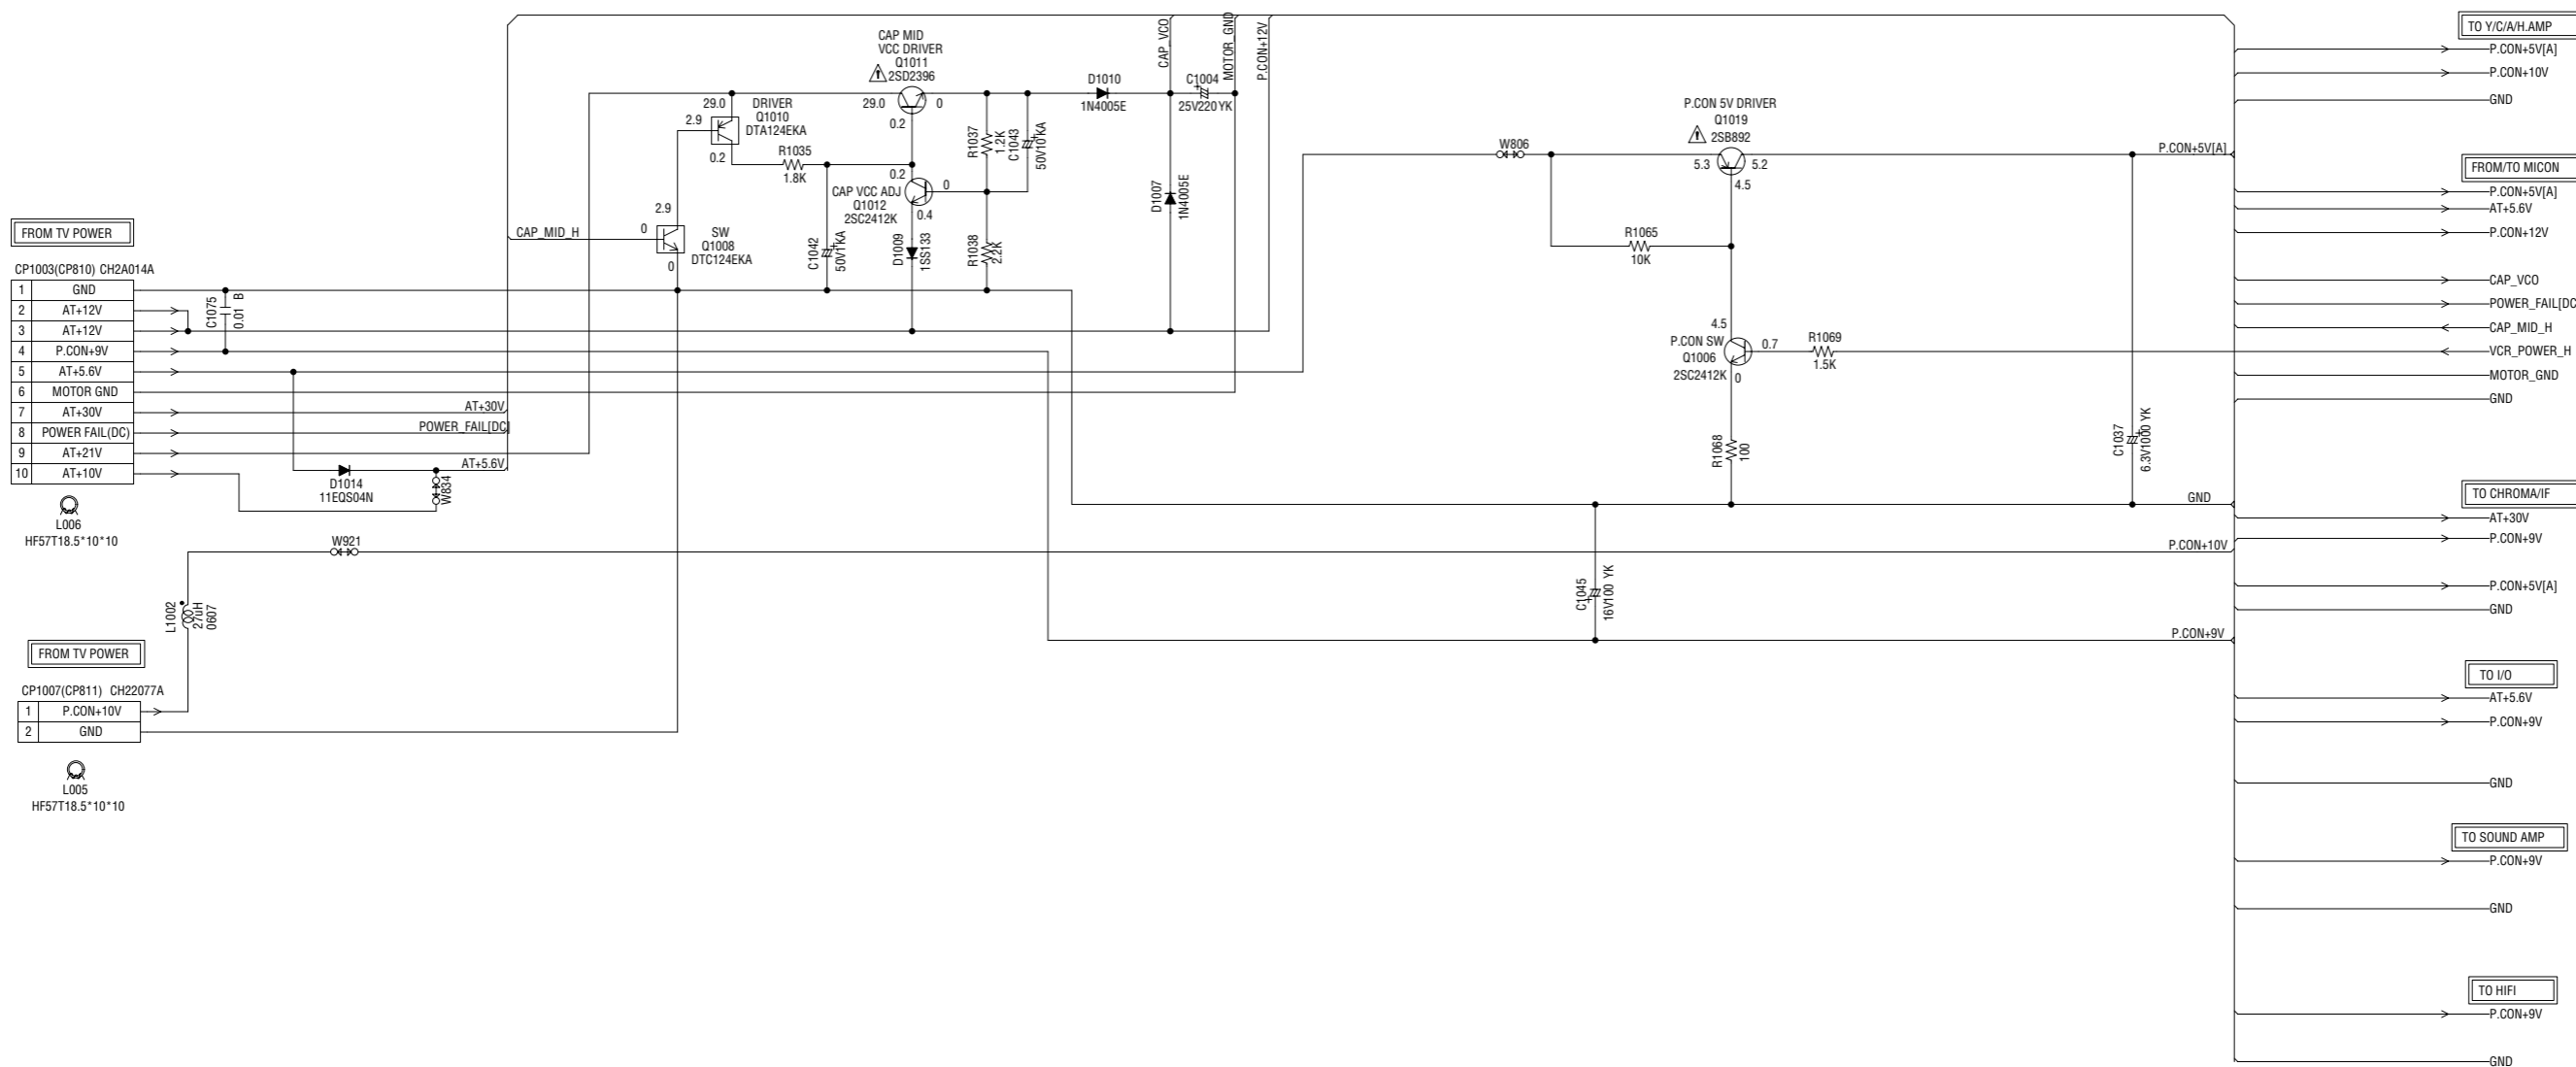 FROM TV POWER
CP1003(CP810) CH2A014A
1 GND
2 AT+12V
3 AT+12V
4 P.CON+9V
5 AT+5.6V
6 MOTOR GND
7 AT+30V
8 POWER FAIL(DC)
9 AT+21V
10 AT+10V
L006
HF57T18.5*10*10
FROM TV POWER
CP1007(CP811) CH22077A
1 P.CON+10V
2 GND
L005
HF57T18.5*10*10
L1002
27uH
0607
W921
C1075
0.01 B
D1014
11EQS04N
W834
AT+30V
POWER_FAIL[DC]
AT+5.6V
CAP_MID_H
0
2.9
0
SW
Q1008
DTC124EKA
29.0
2.9
0.2
DRIVER
Q1010
DTA124EKA
R1035
1.8K
CAP MID
VCC DRIVER
Q1011
2SD2396
29.0
0
0.2
0.2
0
0.4
CAP VCC ADJ
Q1012
2SC2412K
C1042
50V1 KA
D1009
1SS133
R1037
1.2K
C1043
50V10 KA
R1038
2.2K
D1010
1N4005E
D1007
1N4005E
C1004
25V220 YK
CAP_VCO
MOTOR_GND
P.CON+12V
W806
P.CON 5V DRIVER
Q1019
2SB892
5.3
5.2
4.5
R1065
10K
4.5
P.CON SW
Q1006
2SC2412K
0.7
0
R1069
1.5K
R1068
100
C1045
16V100 YK
C1037
6.3V1000 YK
P.CON+5V[A]
GND
P.CON+10V
P.CON+9V
TO Y/C/A/H.AMP
P.CON+5V[A]
P.CON+10V
GND
FROM/TO MICON
P.CON+5V[A]
AT+5.6V
P.CON+12V
CAP_VCO
POWER_FAIL[DC
CAP_MID_H
VCR_POWER_H
MOTOR_GND
GND
TO CHROMA/IF
AT+30V
P.CON+9V
P.CON+5V[A]
GND
TO I/O
AT+5.6V
P.CON+9V
GND
TO SOUND AMP
P.CON+9V
GND
TO HIFI
P.CON+9V
GND